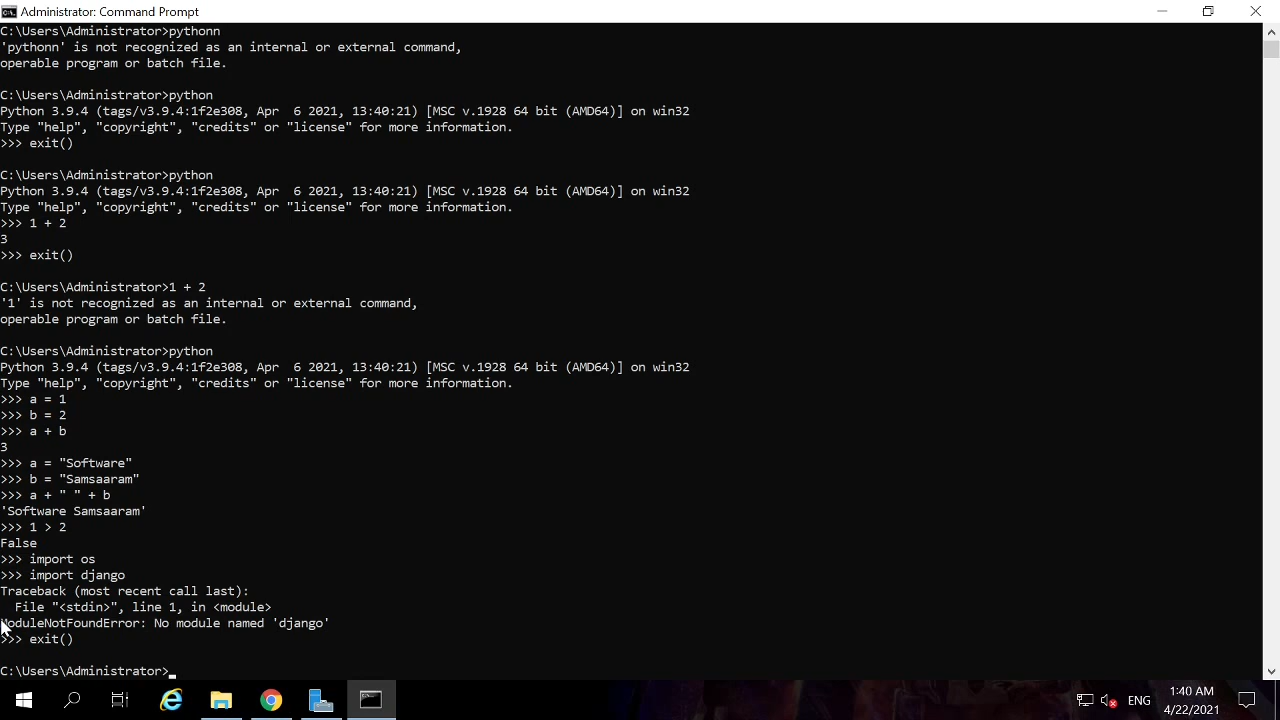 Administrator: Command Prompt
C:\Users\Administrator>pythonn
'pythonn' is not recognized as an internal or external command,
operable program or batch file.
C:\Users\Administrator>python
Python 3.9.4 (tags/v3.9.4:1f2e308, Apr  6 2021, 13:40:21) [MSC v.1928 64 bit (AMD64)] on win32
Type "help", "copyright", "credits" or "license" for more information.
>>> exit()
C:\Users\Administrator>python
Python 3.9.4 (tags/v3.9.4:1f2e308, Apr  6 2021, 13:40:21) [MSC v.1928 64 bit (AMD64)] on win32
Type "help", "copyright", "credits" or "license" for more information.
>>> 1 + 2
3
>>> exit()
C:\Users\Administrator>1 + 2
'1' is not recognized as an internal or external command,
operable program or batch file.
C:\Users\Administrator>python
Python 3.9.4 (tags/v3.9.4:1f2e308, Apr  6 2021, 13:40:21) [MSC v.1928 64 bit (AMD64)] on win32
Type "help", "copyright", "credits" or "license" for more information.
>>> a = 1
>>> b = 2
>>> a + b
3
>>> a = "Software"
>>> b = "Samsaaram"
>>> a + " " + b
'Software Samsaaram'
>>> 1 > 2
False
>>> import os
>>> import django
Traceback (most recent call last):
  File "<stdin>", line 1, in <module>
ModuleNotFoundError: No module named 'django'
>>> exit()
C:\Users\Administrator>
ENG
1:40 AM
4/22/2021